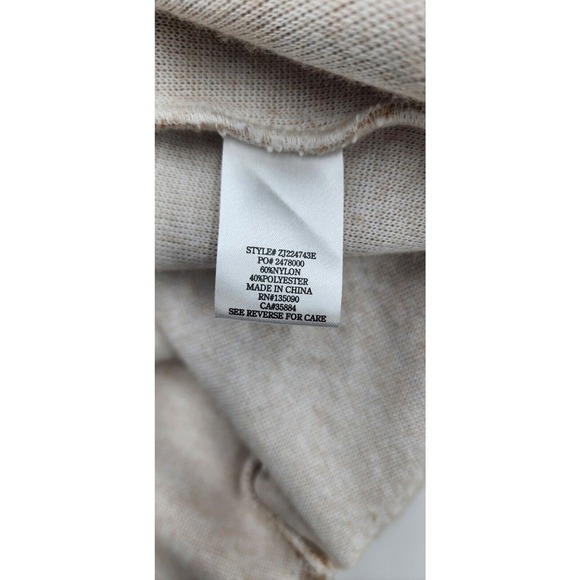 STYLE# ZJ224743E
PO# 2478000
60%NYLON
40%POLYESTER
MADE IN CHINA
RN#135090
CA#35884
SEE REVERSE FOR CARE